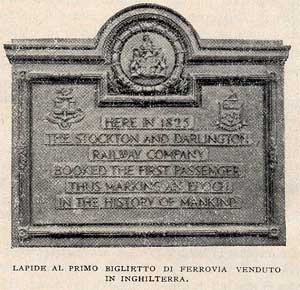 HERE IN 1825
THE STOCKTON AND DARLINGTON
RAILWAY COMPANY
BOOKED THE FIRST PASSENGER
THUS MARKING AN EPOCH
IN THE HISTORY OF MANKIND
LAPIDE AL PRIMO BIGLIETTO DI FERROVIA VENDUTO
IN INGHILTERRA.